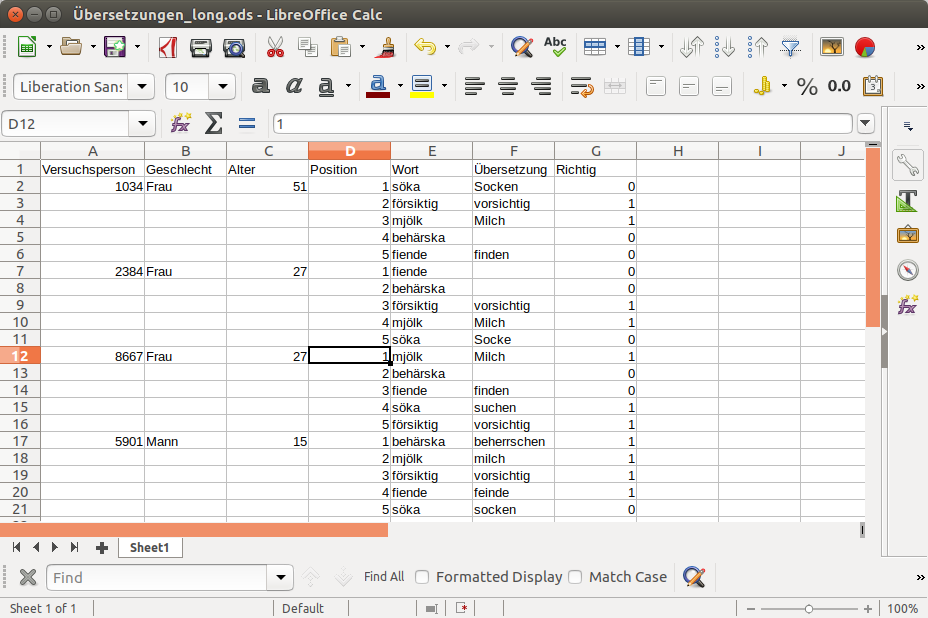 Übersetzungen_long.ods - LibreOffice Calc
Abc
Liberation Sans 10 a a a a % 0.0 3
D12 fx Σ = 1
A B C D E F G H I J
1 Versuchsperson Geschlecht Alter Position Wort Übersetzung Richtig
2 1034 Frau 51 1 söka Socken 0
3 2 försiktig vorsichtig 1
4 3 mjölk Milch 1
5 4 behärska 0
6 5 fiende finden 0
7 2384 Frau 27 1 fiende 0
8 2 behärska 0
9 3 försiktig vorsichtig 1
10 4 mjölk Milch 1
11 5 söka Socke 0
12 8667 Frau 27 1 mjölk Milch 1
13 2 behärska 0
14 3 fiende finden 0
15 4 söka suchen 1
16 5 försiktig vorsichtig 1
17 5901 Mann 15 1 behärska beherrschen 1
18 2 mjölk milch 1
19 3 försiktig vorsichtig 1
20 4 fiende feinde 1
21 5 söka socken 0
Sheet1
Find Find All Formatted Display Match Case
Sheet 1 of 1 Default 100%